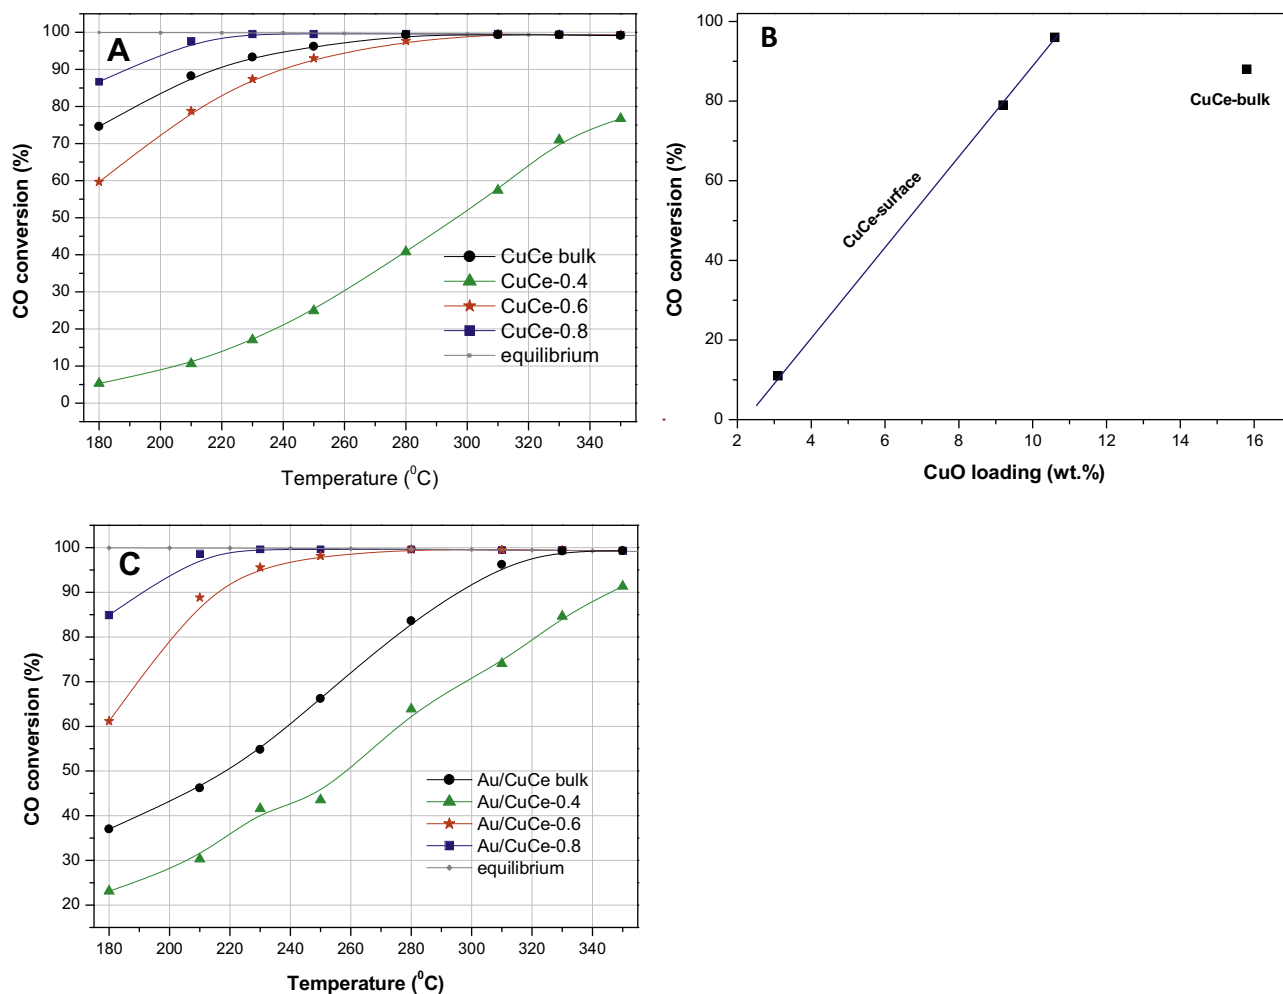 A
100
90
80
70
60
50
40
30
20
10
0
CO conversion (%)
CuCe bulk
CuCe-0.4
CuCe-0.6
CuCe-0.8
equilibrium
180 200 220 240 260 280 300 320 340
Temperature (⁰C)
B
100
80
60
40
20
0
CO conversion (%)
CuCe-surface
CuCe-bulk
2 4 6 8 10 12 14 16
CuO loading (wt.%)
C
100
90
80
70
60
50
40
30
20
CO conversion (%)
Au/CuCe bulk
Au/CuCe-0.4
Au/CuCe-0.6
Au/CuCe-0.8
equilibrium
180 200 220 240 260 280 300 320 340
Temperature (⁰C)